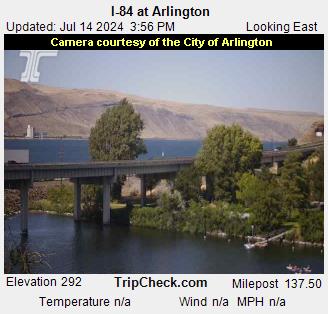 I-84 at Arlington
Updated: Jul 14 2024 3:56 PM Looking East
Camera courtesy of the City of Arlington
Elevation 292 TripCheck.com Milepost 137.50
Temperature n/a Wind n/a MPH n/a